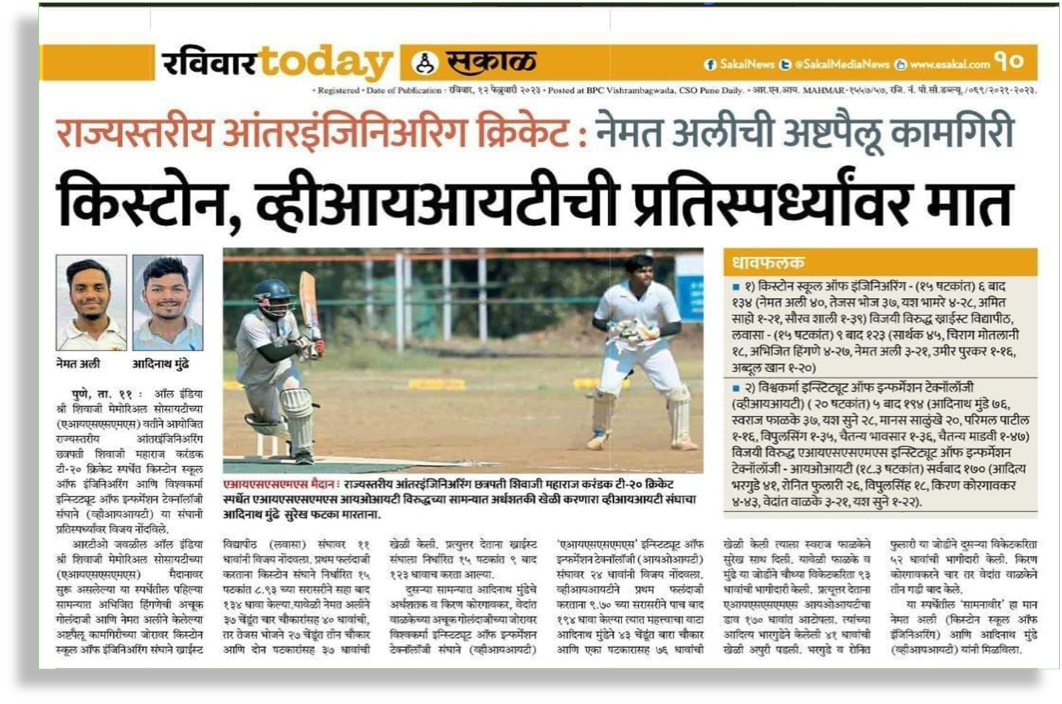 रविवार today सकाळ SakalNews @SakalMediaNews www.esakal.com १०
• Registered • Date of Publication : रविवार, १२ फेब्रुवारी २०२३ • Posted at BPC Vishrambagwada, CSO Pune Daily. • आर.एन.आय. MAHMAR-१५५७/५७, रजि. नं. पी.सी.डब्ल्यू./०६९/२०२१-२०२३.
राज्यस्तरीय आंतरइंजिनिअरिग क्रिकेट : नेमत अलीची अष्टपैलू कामगिरी
किस्टोन, व्हीआयआयटीची प्रतिस्पर्ध्यांवर मात
नेमत अली
आदिनाथ मुंढे
पुणे, ता. ११ : ऑल इंडिया
श्री शिवाजी मेमोरिअल सोसायटीच्या
(एआयएसएसएमएस) वतीने आयोजित
राज्यस्तरीय आंतरइंजिनिअरिंग
छत्रपती शिवाजी महाराज करंडक
टी-२० क्रिकेट स्पर्धेत किस्टोन स्कूल
ऑफ इंजिनिअरिंग आणि विश्वकर्मा
इन्स्टिट्यूट ऑफ इन्फर्मेशन टेक्नॉलॉजी
संघाने (व्हीआयआयटी) या संघांनी
प्रतिस्पर्ध्यांवर विजय नोंदविले.
आरटीओ जवळील ऑल इंडिया
श्री शिवाजी मेमोरिअल सोसायटीच्या
(एआयएसएसएमएस) मैदानावर
सुरू असलेल्या या स्पर्धेतील पहिल्या
सामन्यात अभिजित हिंगणेची अचूक
गोलंदाजी आणि नेमत अलीने केलेल्या
अष्टपैलू कामगिरीच्या जोरावर किस्टोन
स्कूल ऑफ इंजिनिअरिंग संघाने ख्राईस्ट
एआयएसएसएमएस मैदान : राज्यस्तरीय आंतरइंजिनिअरिंग छत्रपती शिवाजी महाराज करंडक टी-२० क्रिकेट
स्पर्धेत एआयएसएसएमएस आयओआयटी विरुद्धच्या सामन्यात अर्धशतकी खेळी करणारा व्हीआयआयटी संघाचा
आदिनाथ मुंढे सुरेख फटका मारताना.
विद्यापीठ (लवासा) संघावर ११
धावांनी विजय नोंदवला. प्रथम फलंदाजी
करताना किस्टोन संघाने निर्धारित १५
षटकांत ८.९३ च्या सरासरीने सहा बाद
१३४ धावा केल्या.यावेळी नेमत अलीने
३७ चेंडूंत चार चौकारांसह ४० धावांची,
तर तेजस भोजने २७ चेंडूंत तीन चौकार
आणि दोन षटकारांसह ३७ धावांची
खेळी केली. प्रत्युत्तर देताना ख्राईस्ट
संघाला निर्धारित १५ षटकांत ९ बाद
१२३ धावाच करता आल्या.
दुसऱ्या सामन्यात आदिनाथ मुंढेचे
अर्धशतक व किरण कोरगावकर, वेदांत
वाळकेच्या अचूक गोलंदाजीच्या जोरावर
विश्वकर्मा इन्स्टिट्यूट ऑफ इन्फर्मेशन
टेक्नॉलॉजी संघाने (व्हीआयआयटी)
'एआयएसएसएमएस' इन्स्टिट्यूट ऑफ
इन्फर्मेशन टेक्नॉलॉजी (आयओआयटी)
संघावर २४ धावांनी विजय नोंदवला.
व्हीआयआयटीने प्रथम फलंदाजी
करताना ९.७० च्या सरासरीने पाच बाद
१९४ धावा केल्या त्यात महत्त्वाचा वाटा
आदिनाथ मुंढेने ४३ चेंडूंत बारा चौकार
आणि एका षटकारासह ७६ धावांची
धावफलक
१) किस्टोन स्कूल ऑफ इंजिनिअरिंग - (१५ षटकांत) ६ बाद
१३४ (नेमत अली ४०, तेजस भोज ३७, यश भामरे ४-२८, अमित
साहो १-२१, सौरव शाली १-३९) विजयी विरुद्ध ख्राईस्ट विद्यापीठ,
लवासा - (१५ षटकांत) ९ बाद १२३ (सार्थक ४५, चिराग मोतलानी
१८, अभिजित हिंगणे ४-२७, नेमत अली ३-२१, उमीर पुरकर १-१६,
अब्दूल खान १-२०)
२) विश्वकर्मा इन्स्टिट्यूट ऑफ इन्फर्मेशन टेक्नॉलॉजी
(व्हीआयआयटी) ( २० षटकांत) ५ बाद १९४ (आदिनाथ मुंडे ७६,
स्वराज फाळके ३७, यश सुने २८, मानस साळुंखे २०, परिमल पाटील
१-१६, विपुलसिंग १-३५, चैतन्य भावसार १-३६, चैतन्य माडवी १-४७)
विजयी विरुद्ध एआयएसएसएमएस इन्स्टिट्यूट ऑफ इन्फर्मेशन
टेक्नॉलॉजी - आयओआयटी (१८.३ षटकांत) सर्वबाद १७० (आदित्य
भरगुडे ४१, रोनित फुलारी २६, विपुलसिंह १८, किरण कोरगावकर
४-४३, वेदांत वाळके ३-२१, यश सुने १-२२).
खेळी केली त्याला स्वराज फाळकेने
सुरेख साथ दिली. यावेळी फाळके व
मुंढे या जोडीने चौथ्या विकेटकरिता ९३
धावांची भागीदारी केली. प्रत्युत्तर देताना
एआयएसएसएमएस आयओआयटीचा
डाव १७० धावांत आटोपला. त्यांच्या
आदित्य भारगुडेने केलेली ४१ धावांची
खेळी अपुरी पडली. भरगुडे व रोनित
फुलारी या जोडीने दुसऱ्या विकेटकरिता
५२ धावांची भागीदारी केली. किरण
कोरगावकरने चार तर वेदांत वाळकेने
तीन गडी बाद केले.
या स्पर्धेतील 'सामनावीर' हा मान
नेमत अली (किस्टोन स्कूल ऑफ
इंजिनिअरिंग) आणि आदिनाथ मुंढे
(व्हीआयआयटी) यांनी मिळविला.